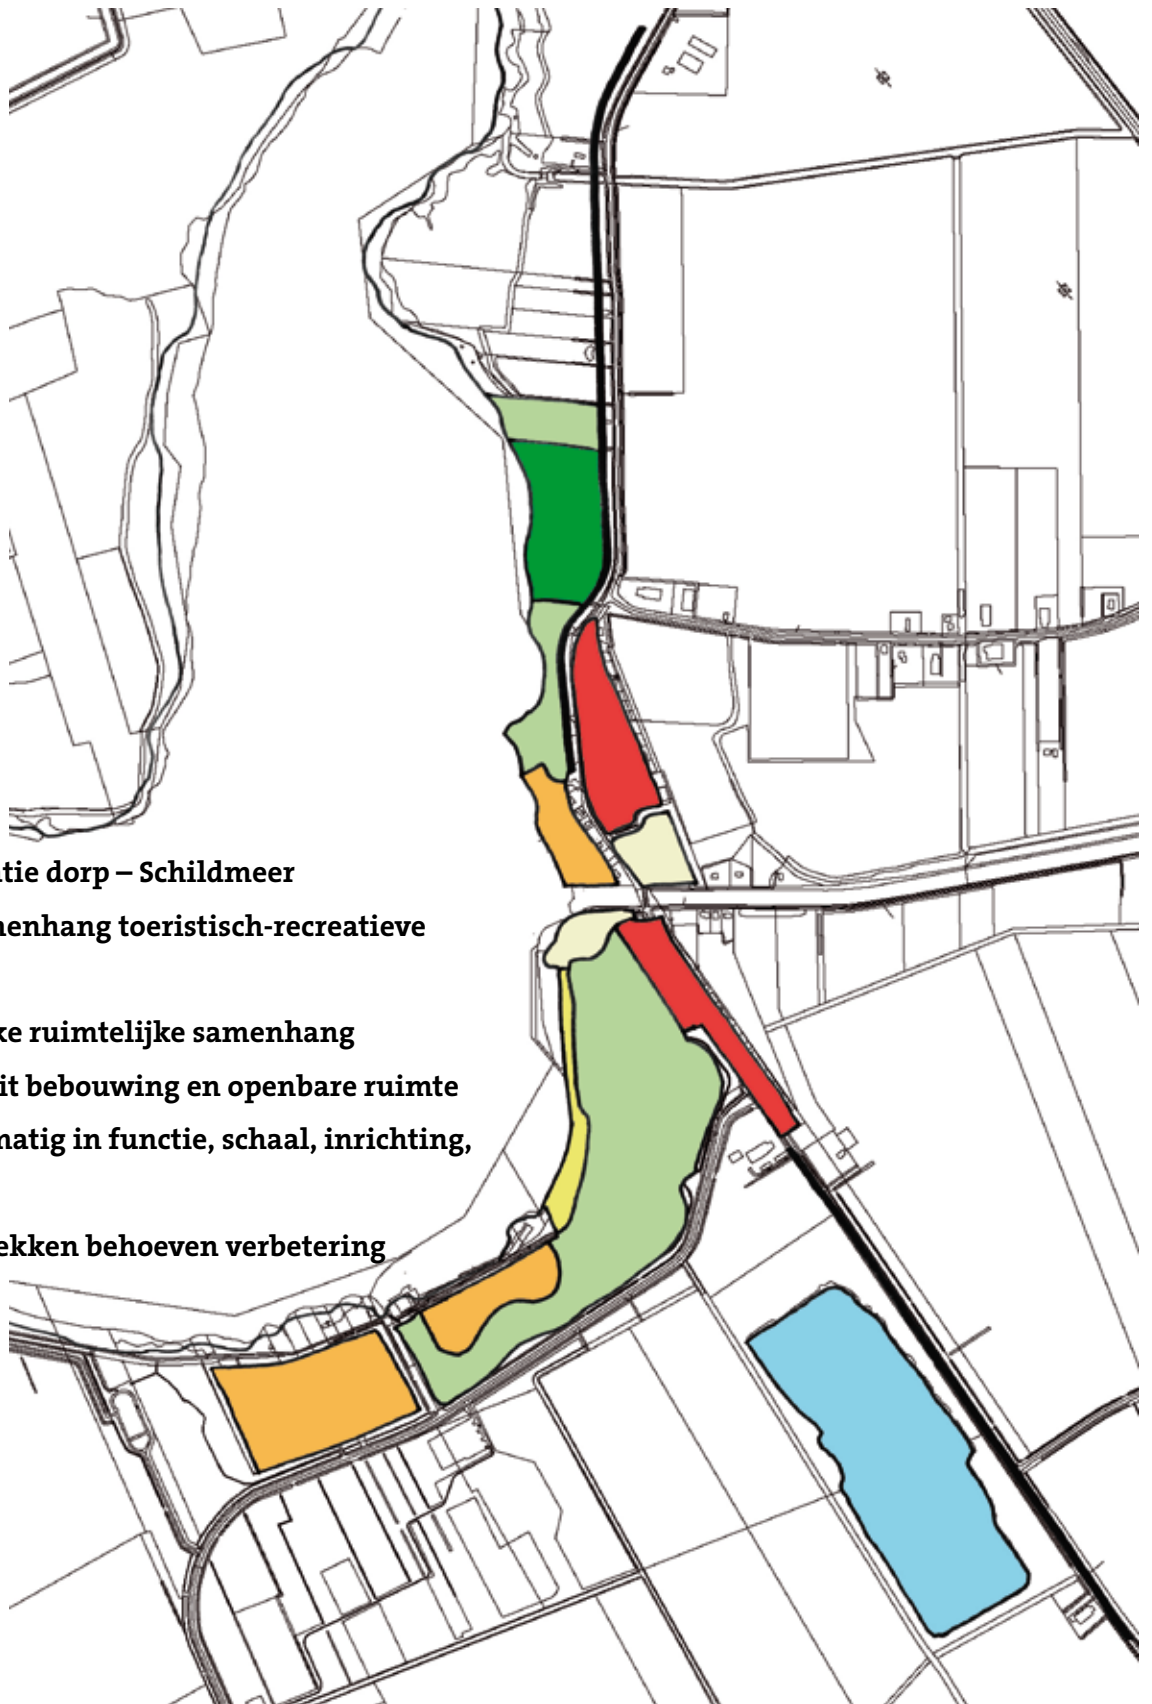 tie dorp – Schildmeer
nenhang toeristisch-recreatieve
ke ruimtelijke samenhang
it bebouwing en openbare ruimte
natig in functie, schaal, inrichting,
ekken behoeven verbetering